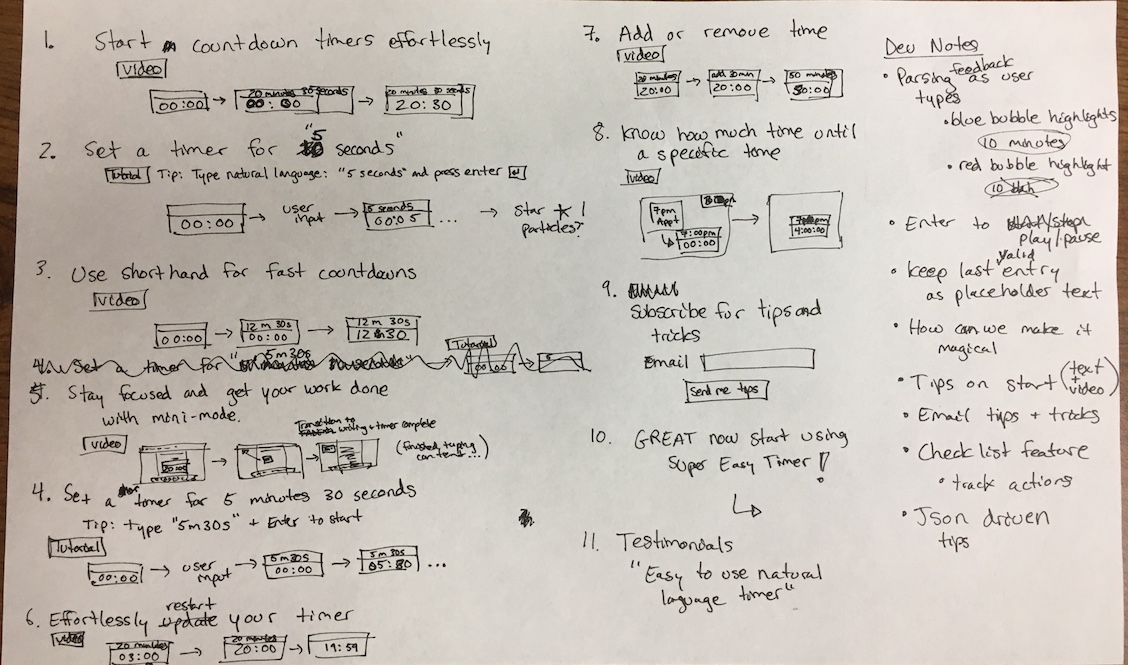 1. Start countdown timers effortlessly
Video
00:00 → 20 minutes 30 seconds 00:00 → 20 minutes 30 seconds 20:30
2. Set a timer for "5 seconds"
Tutorial Tip: Type natural language: "5 seconds" and press enter ↵
00:00 → user input → 5 seconds 00:05 ... → Star ! particles?
3. Use shorthand for fast countdowns
Video
00:00 → 12 m 30s 00:00 → 12 m 30s 12:30
4. Set a timer for "5m30s" Tutorial
00:00 →
5. Stay focused and get your work done
with mini-mode.
Video
Transition to writing + timer complete
20:00 → →
(finished, typing
can tend...)
4. Set a timer for 5 minutes 30 seconds
Tip: type "5m30s" + Enter to start
Tutorial
00:00 → user input → 5m30s 00:00 → 5m30s 05:30 ...
restart
6. Effortlessly update your timer
Video
20 minutes 03:00 → 20 minutes 20:00 → 19:59
7. Add or remove time
Video
20 minutes 20:00 → add 30 min 20:00 → 50 minutes 50:00
8. Know how much time until
a specific time
Video
7pm Appt 7:00pm 00:00 → 4:00:00
9. Subscribe for tips and
tricks
Email
Send me tips
10. GREAT now start using
Super Easy Timer!
11. Testimonials
"Easy to use natural
language timer"
Dev Notes
• Parsing feedback as user
types
• blue bubble highlights
10 minutes
• red bubble highlight
10 blah
• Enter to start/stop
play/pause
• keep last valid entry
as placeholder text
• How can we make it
magical
• Tips on start (text + video)
• Email tips + tricks
• Checklist feature
• track actions
• Json driven
tips